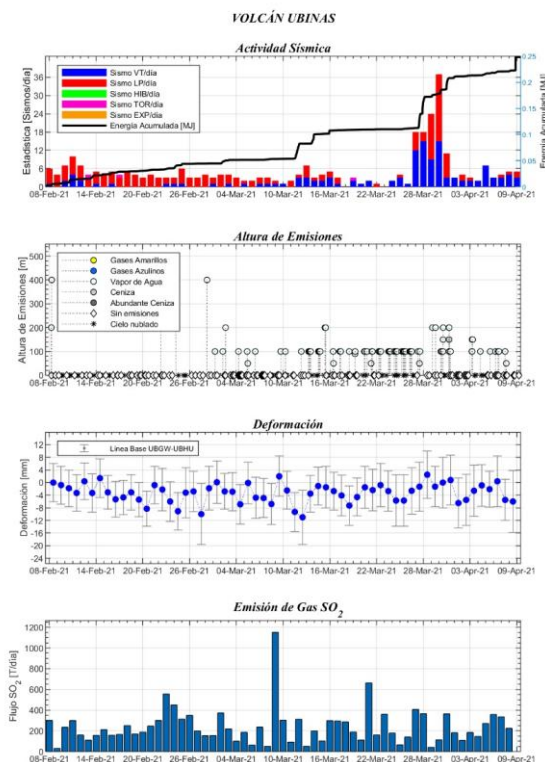 VOLCÁN UBINAS
Actividad Sísmica
Estadística [Sismos/día]
Energía Acumulada [MJ]
Sismo VT/día
Sismo LP/día
Sismo HIB/día
Sismo TOR/día
Sismo EXP/día
Energía Acumulada [MJ]
36
30
24
18
12
6
0
0.25
0.2
0.15
0.1
0.05
0
08-Feb-21 14-Feb-21 20-Feb-21 26-Feb-21 04-Mar-21 10-Mar-21 16-Mar-21 22-Mar-21 28-Mar-21 03-Apr-21 09-Apr-21
Altura de Emisiones
Altura de Emisiones [m]
Gases Amarillos
Gases Azulinos
Vapor de Agua
Ceniza
Abundante Ceniza
Sin emisiones
Cielo nublado
500
400
300
200
100
0
08-Feb-21 14-Feb-21 20-Feb-21 26-Feb-21 04-Mar-21 10-Mar-21 16-Mar-21 22-Mar-21 28-Mar-21 03-Apr-21 09-Apr-21
Deformación
Deformación [mm]
Linea Base UBGW-UBHU
12
8
4
0
-4
-8
-12
-16
-20
-24
08-Feb-21 14-Feb-21 20-Feb-21 26-Feb-21 04-Mar-21 10-Mar-21 16-Mar-21 22-Mar-21 28-Mar-21 03-Apr-21 09-Apr-21
Emisión de Gas SO2
Flujo SO2 [T/día]
1200
1000
800
600
400
200
0
08-Feb-21 14-Feb-21 20-Feb-21 26-Feb-21 04-Mar-21 10-Mar-21 16-Mar-21 22-Mar-21 28-Mar-21 03-Apr-21 09-Apr-21